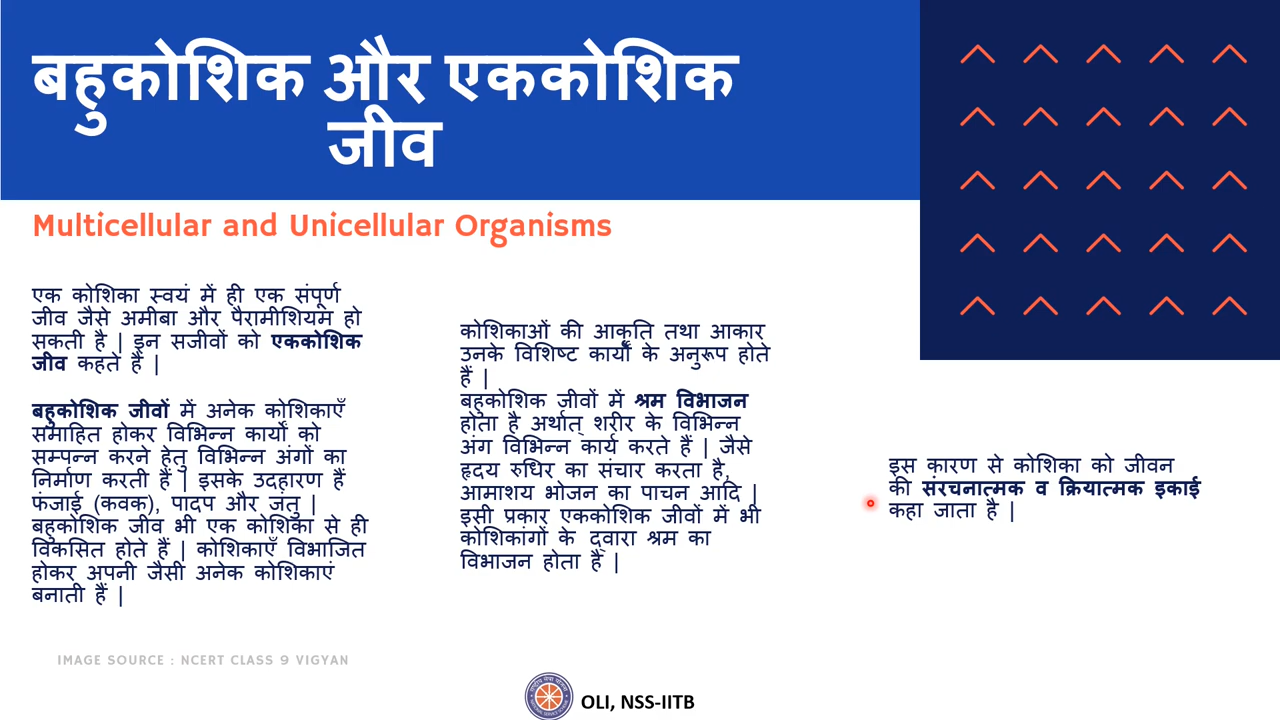 बहुकोशिक और एककोशिक
जीव
Multicellular and Unicellular Organisms
एक कोशिका स्वयं में ही एक संपूर्ण
जीव जैसे अमीबा और पैरामीशियम हो
सकती है | इन सजीवों को एककोशिक
जीव कहते हैं |
बहुकोशिक जीवों में अनेक कोशिकाएँ
समाहित होकर विभिन्न कार्यों को
सम्पन्न करने हेतु विभिन्न अंगों का
निर्माण करती हैं | इसके उदहारण हैं
फंजाई (कवक), पादप और जंतु |
बहुकोशिक जीव भी एक कोशिका से ही
विकसित होते हैं | कोशिकाएँ विभाजित
होकर अपनी जैसी अनेक कोशिकाएं
बनाती हैं |
कोशिकाओं की आकृति तथा आकार
उनके विशिष्ट कार्यों के अनुरूप होते
हैं |
बहुकोशिक जीवों में श्रम विभाजन
होता है अर्थात् शरीर के विभिन्न
अंग विभिन्न कार्य करते हैं | जैसे
हृदय रुधिर का संचार करता है,
आमाशय भोजन का पाचन आदि |
इसी प्रकार एककोशिक जीवों में भी
कोशिकांगों के द्वारा श्रम का
विभाजन होता है |
इस कारण से कोशिका को जीवन
की संरचनात्मक व क्रियात्मक इकाई
कहा जाता है |
IMAGE SOURCE : NCERT CLASS 9 VIGYAN
OLI, NSS-IITB